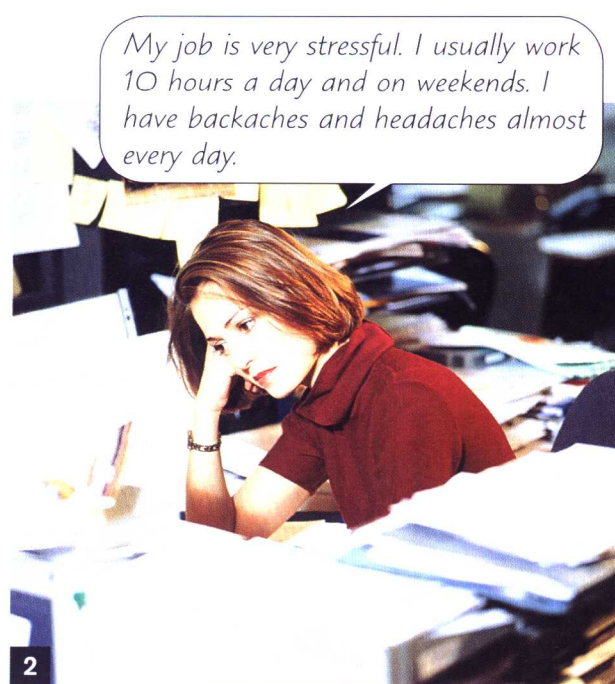 My job is very stressful. I usually work
10 hours a day and on weekends. I
have backaches and headaches almost
every day.
2